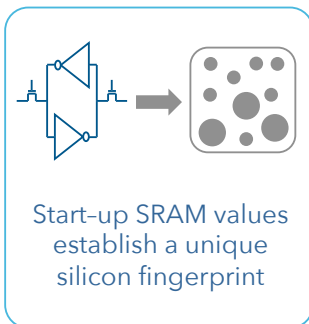 Start-up SRAM values
establish a unique
silicon fingerprint